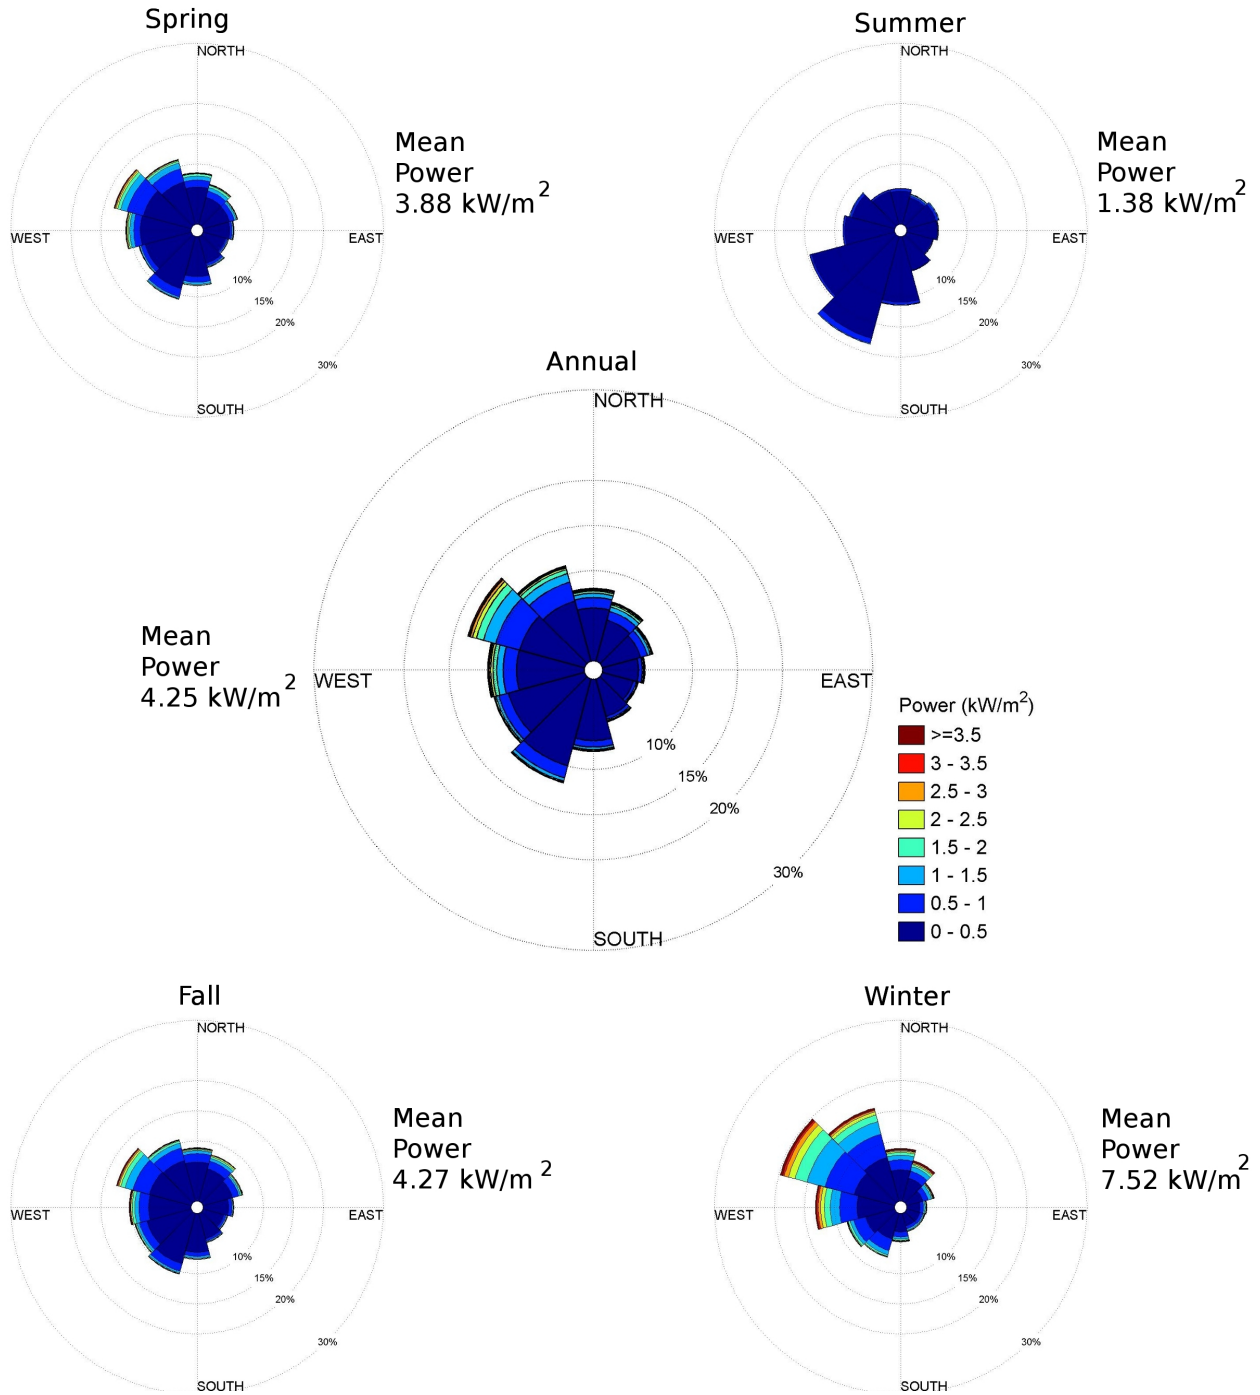 Spring
NORTH
WEST
EAST
10%
15%
20%
30%
SOUTH
Mean
Power
3.88 kW/m²
Summer
NORTH
WEST
EAST
10%
15%
20%
30%
SOUTH
Mean
Power
1.38 kW/m²
Annual
NORTH
WEST
EAST
10%
15%
20%
30%
SOUTH
Mean
Power
4.25 kW/m²
Power (kW/m²)
>=3.5
3 - 3.5
2.5 - 3
2 - 2.5
1.5 - 2
1 - 1.5
0.5 - 1
0 - 0.5
Fall
NORTH
WEST
EAST
10%
15%
20%
30%
SOUTH
Mean
Power
4.27 kW/m²
Winter
NORTH
WEST
EAST
10%
15%
20%
30%
SOUTH
Mean
Power
7.52 kW/m²